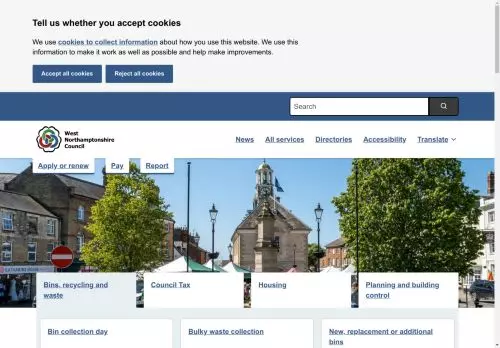 Tell us whether you accept cookies
We use cookies to collect information about how you use this website. We use this
information to make it work as well as possible and help make improvements.
Accept all cookies
Reject all cookies
Search
West
Northamptonshire
Council
News
All services
Directories
Accessibility
Translate
Apply or renew
Pay
Report
Bins, recycling and
waste
Council Tax
Housing
Planning and building
control
Bin collection day
Bulky waste collection
New, replacement or additional
bins